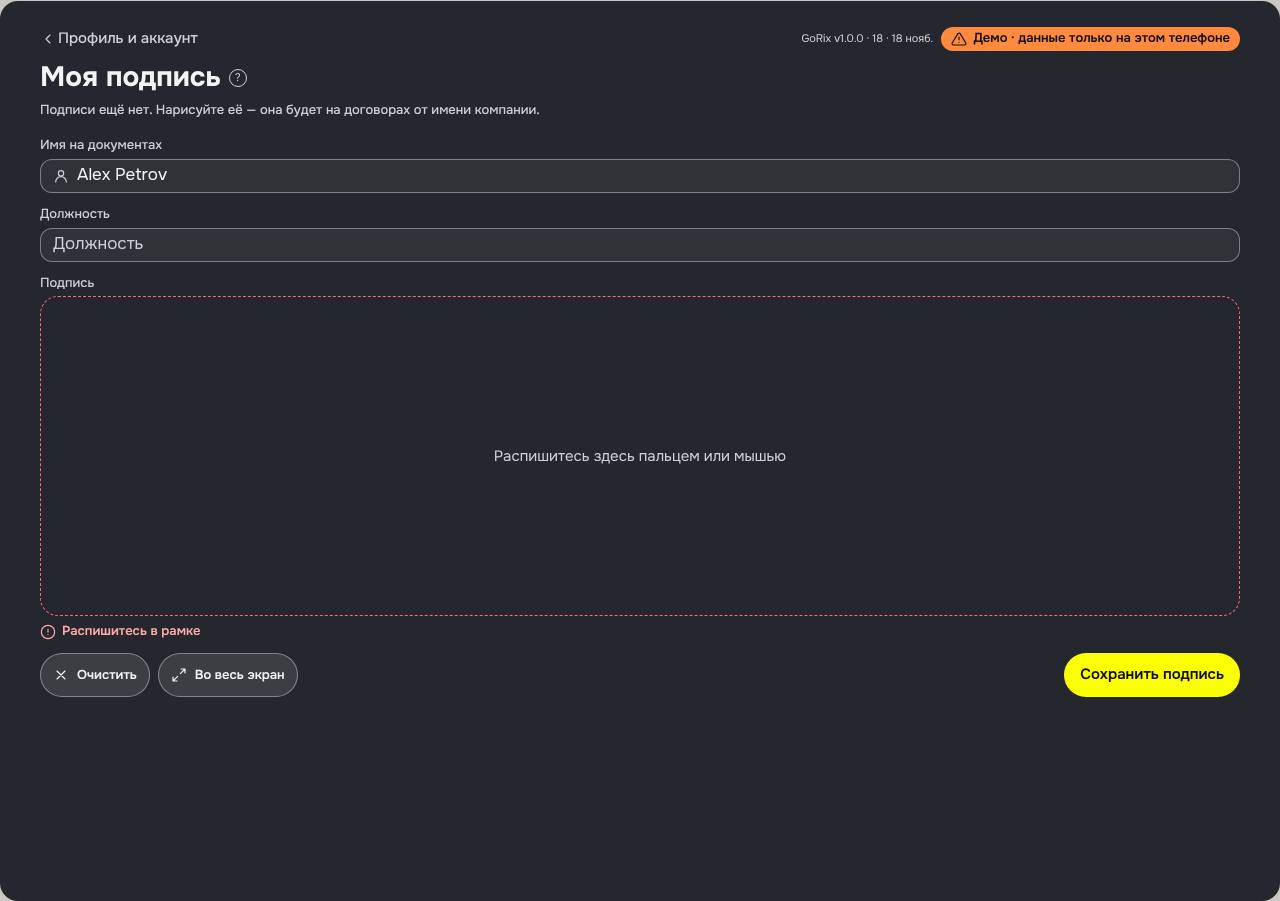 Профиль и аккаунт
GoRix v1.0.0 · 18 · 18 нояб.
Демо · данные только на этом телефоне
Моя подпись ?
Подписи ещё нет. Нарисуйте её — она будет на договорах от имени компании.
Имя на документах
Alex Petrov
Должность
Должность
Подпись
Распишитесь здесь пальцем или мышью
Распишитесь в рамке
Очистить
Во весь экран
Сохранить подпись